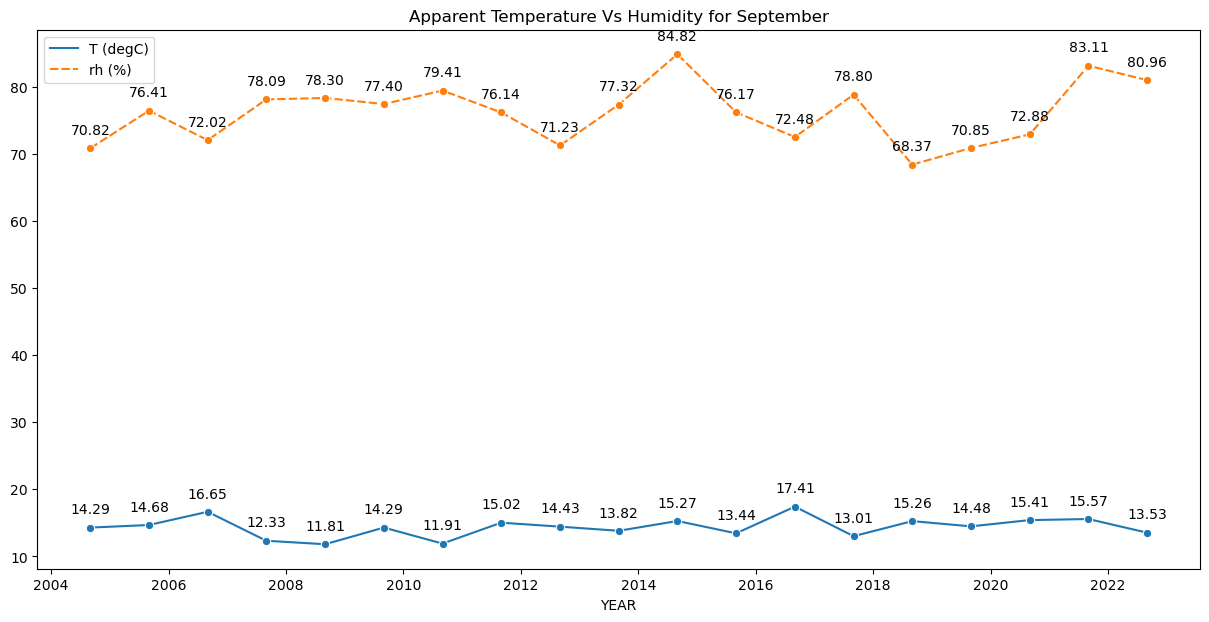 Apparent Temperature Vs Humidity for September
T (degC)
rh (%)
80
70
60
50
40
30
20
10
70.82 76.41 72.02 78.09 78.30 77.40 79.41 76.14 71.23 77.32 84.82 76.17 72.48 78.80 68.37 70.85 72.88 83.11 80.96
14.29 14.68 16.65 12.33 11.81 14.29 11.91 15.02 14.43 13.82 15.27 13.44 17.41 13.01 15.26 14.48 15.41 15.57 13.53
2004 2006 2008 2010 2012 2014 2016 2018 2020 2022
YEAR